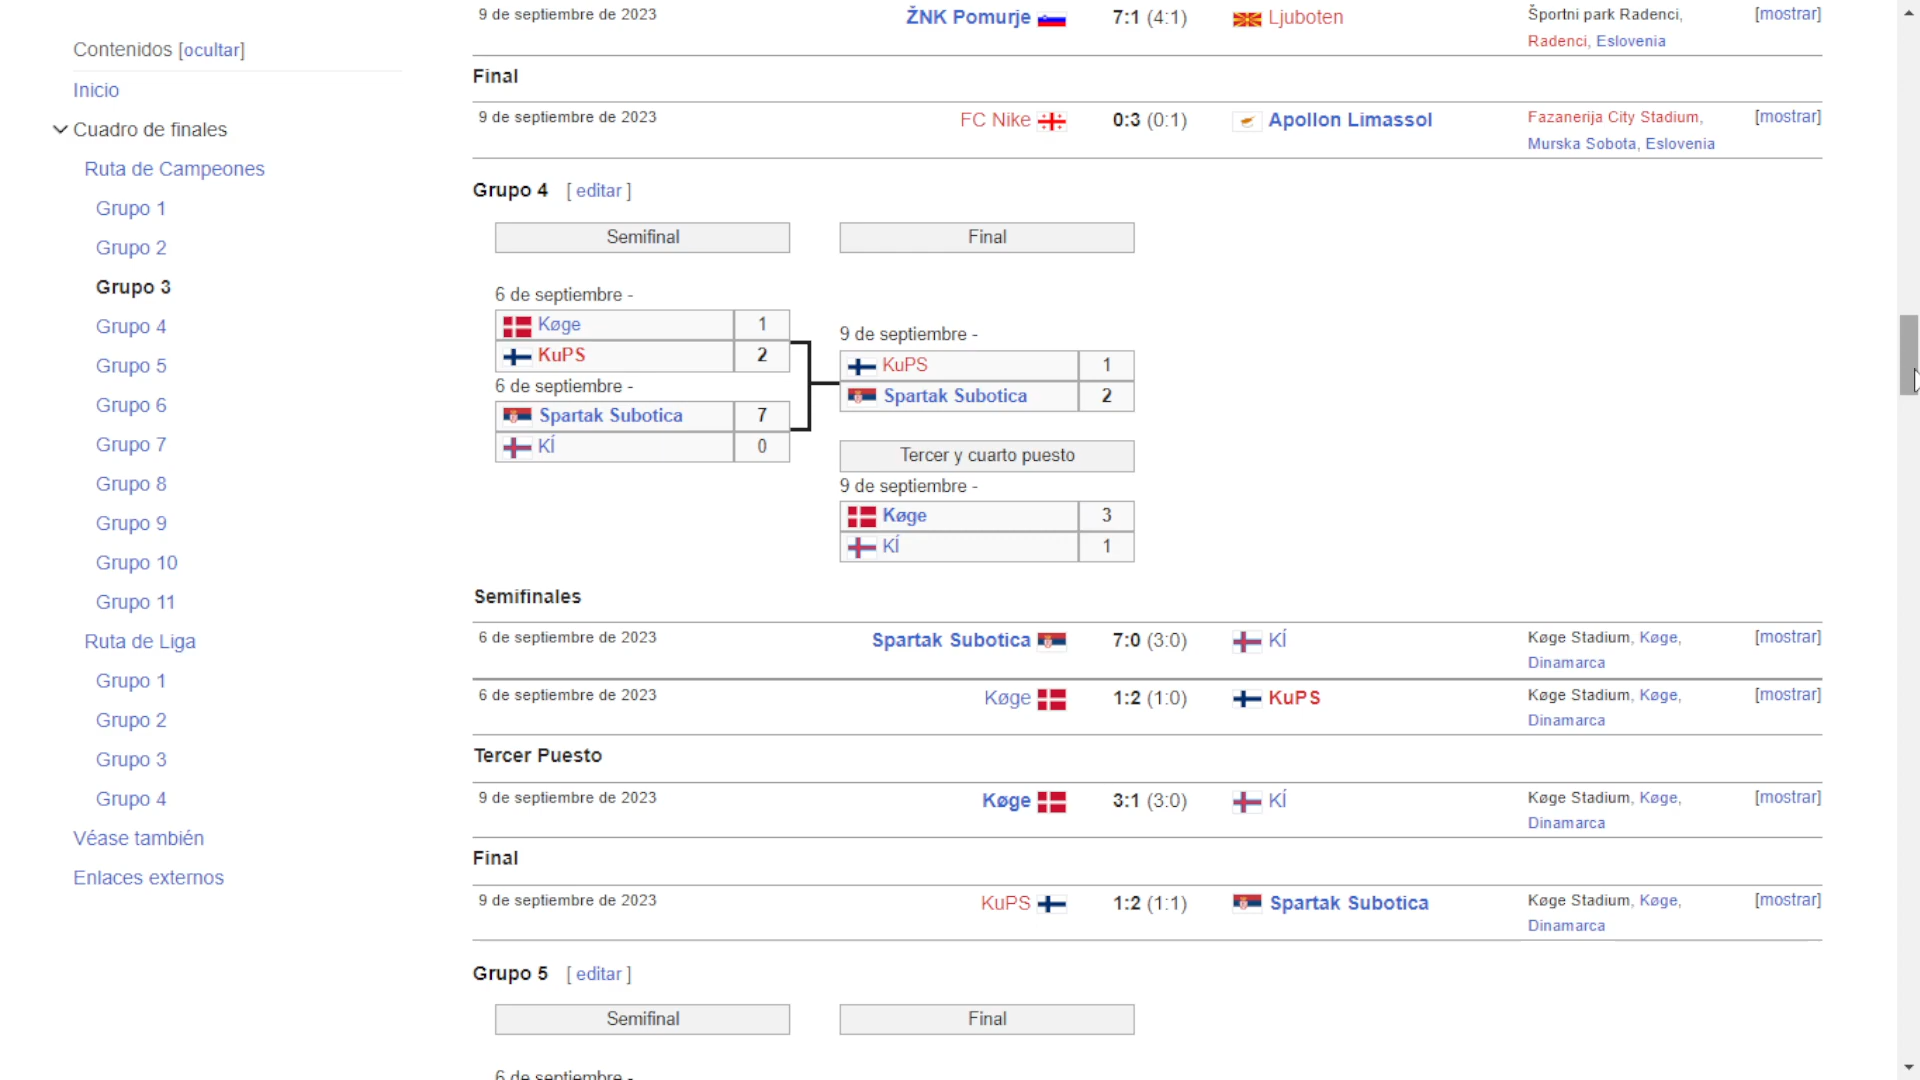 Contenidos [ocultar]
Inicio
Cuadro de finales
Ruta de Campeones
Grupo 1
Grupo 2
Grupo 3
Grupo 4
Grupo 5
Grupo 6
Grupo 7
Grupo 8
Grupo 9
Grupo 10
Grupo 11
Ruta de Liga
Grupo 1
Grupo 2
Grupo 3
Grupo 4
Véase también
Enlaces externos
9 de septiembre de 2023 ŽNK Pomurje 7:1 (4:1) Ljuboten Športni park Radenci, [mostrar]
Radenci, Eslovenia
Final
9 de septiembre de 2023 FC Nike 0:3 (0:1) Apollon Limassol Fazanerija City Stadium, [mostrar]
Murska Sobota, Eslovenia
Grupo 4 [ editar ]
Semifinal Final
6 de septiembre -
Køge 1
KuPS 2
6 de septiembre -
Spartak Subotica 7
KÍ 0
9 de septiembre -
KuPS 1
Spartak Subotica 2
Tercer y cuarto puesto
9 de septiembre -
Køge 3
KÍ 1
Semifinales
6 de septiembre de 2023 Spartak Subotica 7:0 (3:0) KÍ Køge Stadium, Køge, [mostrar]
Dinamarca
6 de septiembre de 2023 Køge 1:2 (1:0) KuPS Køge Stadium, Køge, [mostrar]
Dinamarca
Tercer Puesto
9 de septiembre de 2023 Køge 3:1 (3:0) KÍ Køge Stadium, Køge, [mostrar]
Dinamarca
Final
9 de septiembre de 2023 KuPS 1:2 (1:1) Spartak Subotica Køge Stadium, Køge, [mostrar]
Dinamarca
Grupo 5 [ editar ]
Semifinal Final
6 de septiembre -